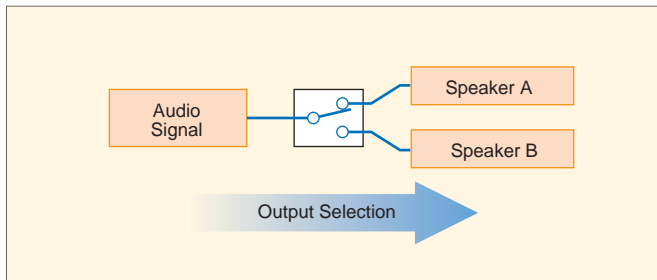 Audio
Signal
Speaker A
Speaker B
Output Selection